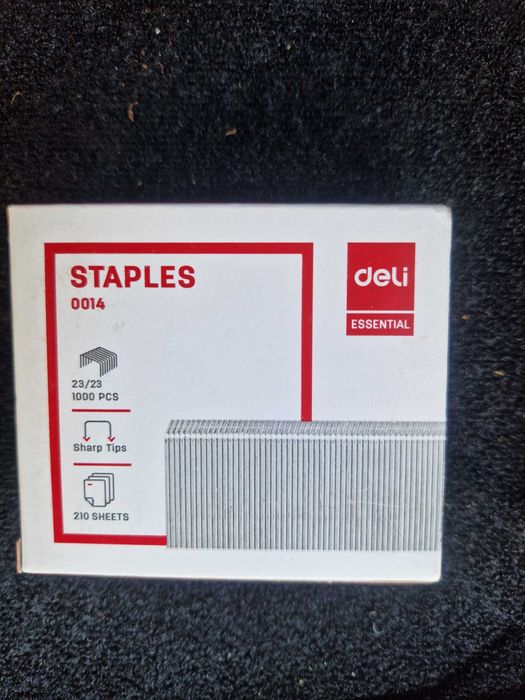 STAPLES
0014
23/23
1000 PCS
Sharp Tips
210 SHEETS
deli
ESSENTIAL